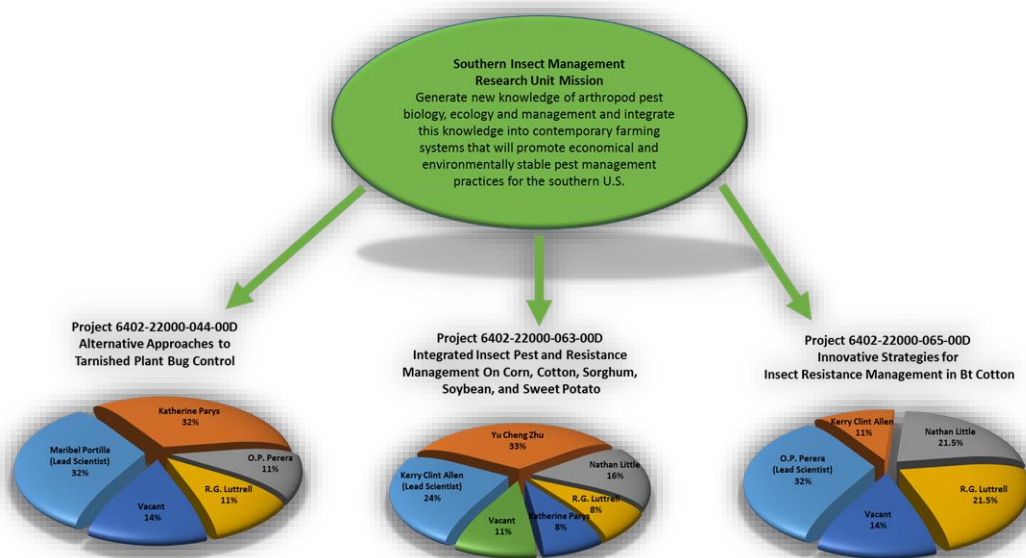 Southern Insect Management
Research Unit Mission
Generate new knowledge of arthropod pest
biology, ecology and management and integrate
this knowledge into contemporary farming
systems that will promote economical and
environmentally stable pest management
practices for the southern U.S.
Project 6402-22000-044-00D
Alternative Approaches to
Tarnished Plant Bug Control
Katherine Parys
32%
Maribel Portilla
(Lead Scientist)
32%
O.P. Perera
11%
R.G. Luttrell
11%
Vacant
14%
Project 6402-22000-063-00D
Integrated Insect Pest and Resistance
Management On Corn, Cotton, Sorghum,
Soybean, and Sweet Potato
Yu Cheng Zhu
33%
Kerry Clint Allen
(Lead Scientist)
24%
Nathan Little
16%
R.G. Luttrell
8%
Katherine Parys
8%
Vacant
11%
Project 6402-22000-065-00D
Innovative Strategies for
Insect Resistance Management in Bt Cotton
Kerry Clint Allen
11%
Nathan Little
21.5%
O.P. Perera
(Lead Scientist)
32%
R.G. Luttrell
21.5%
Vacant
14%